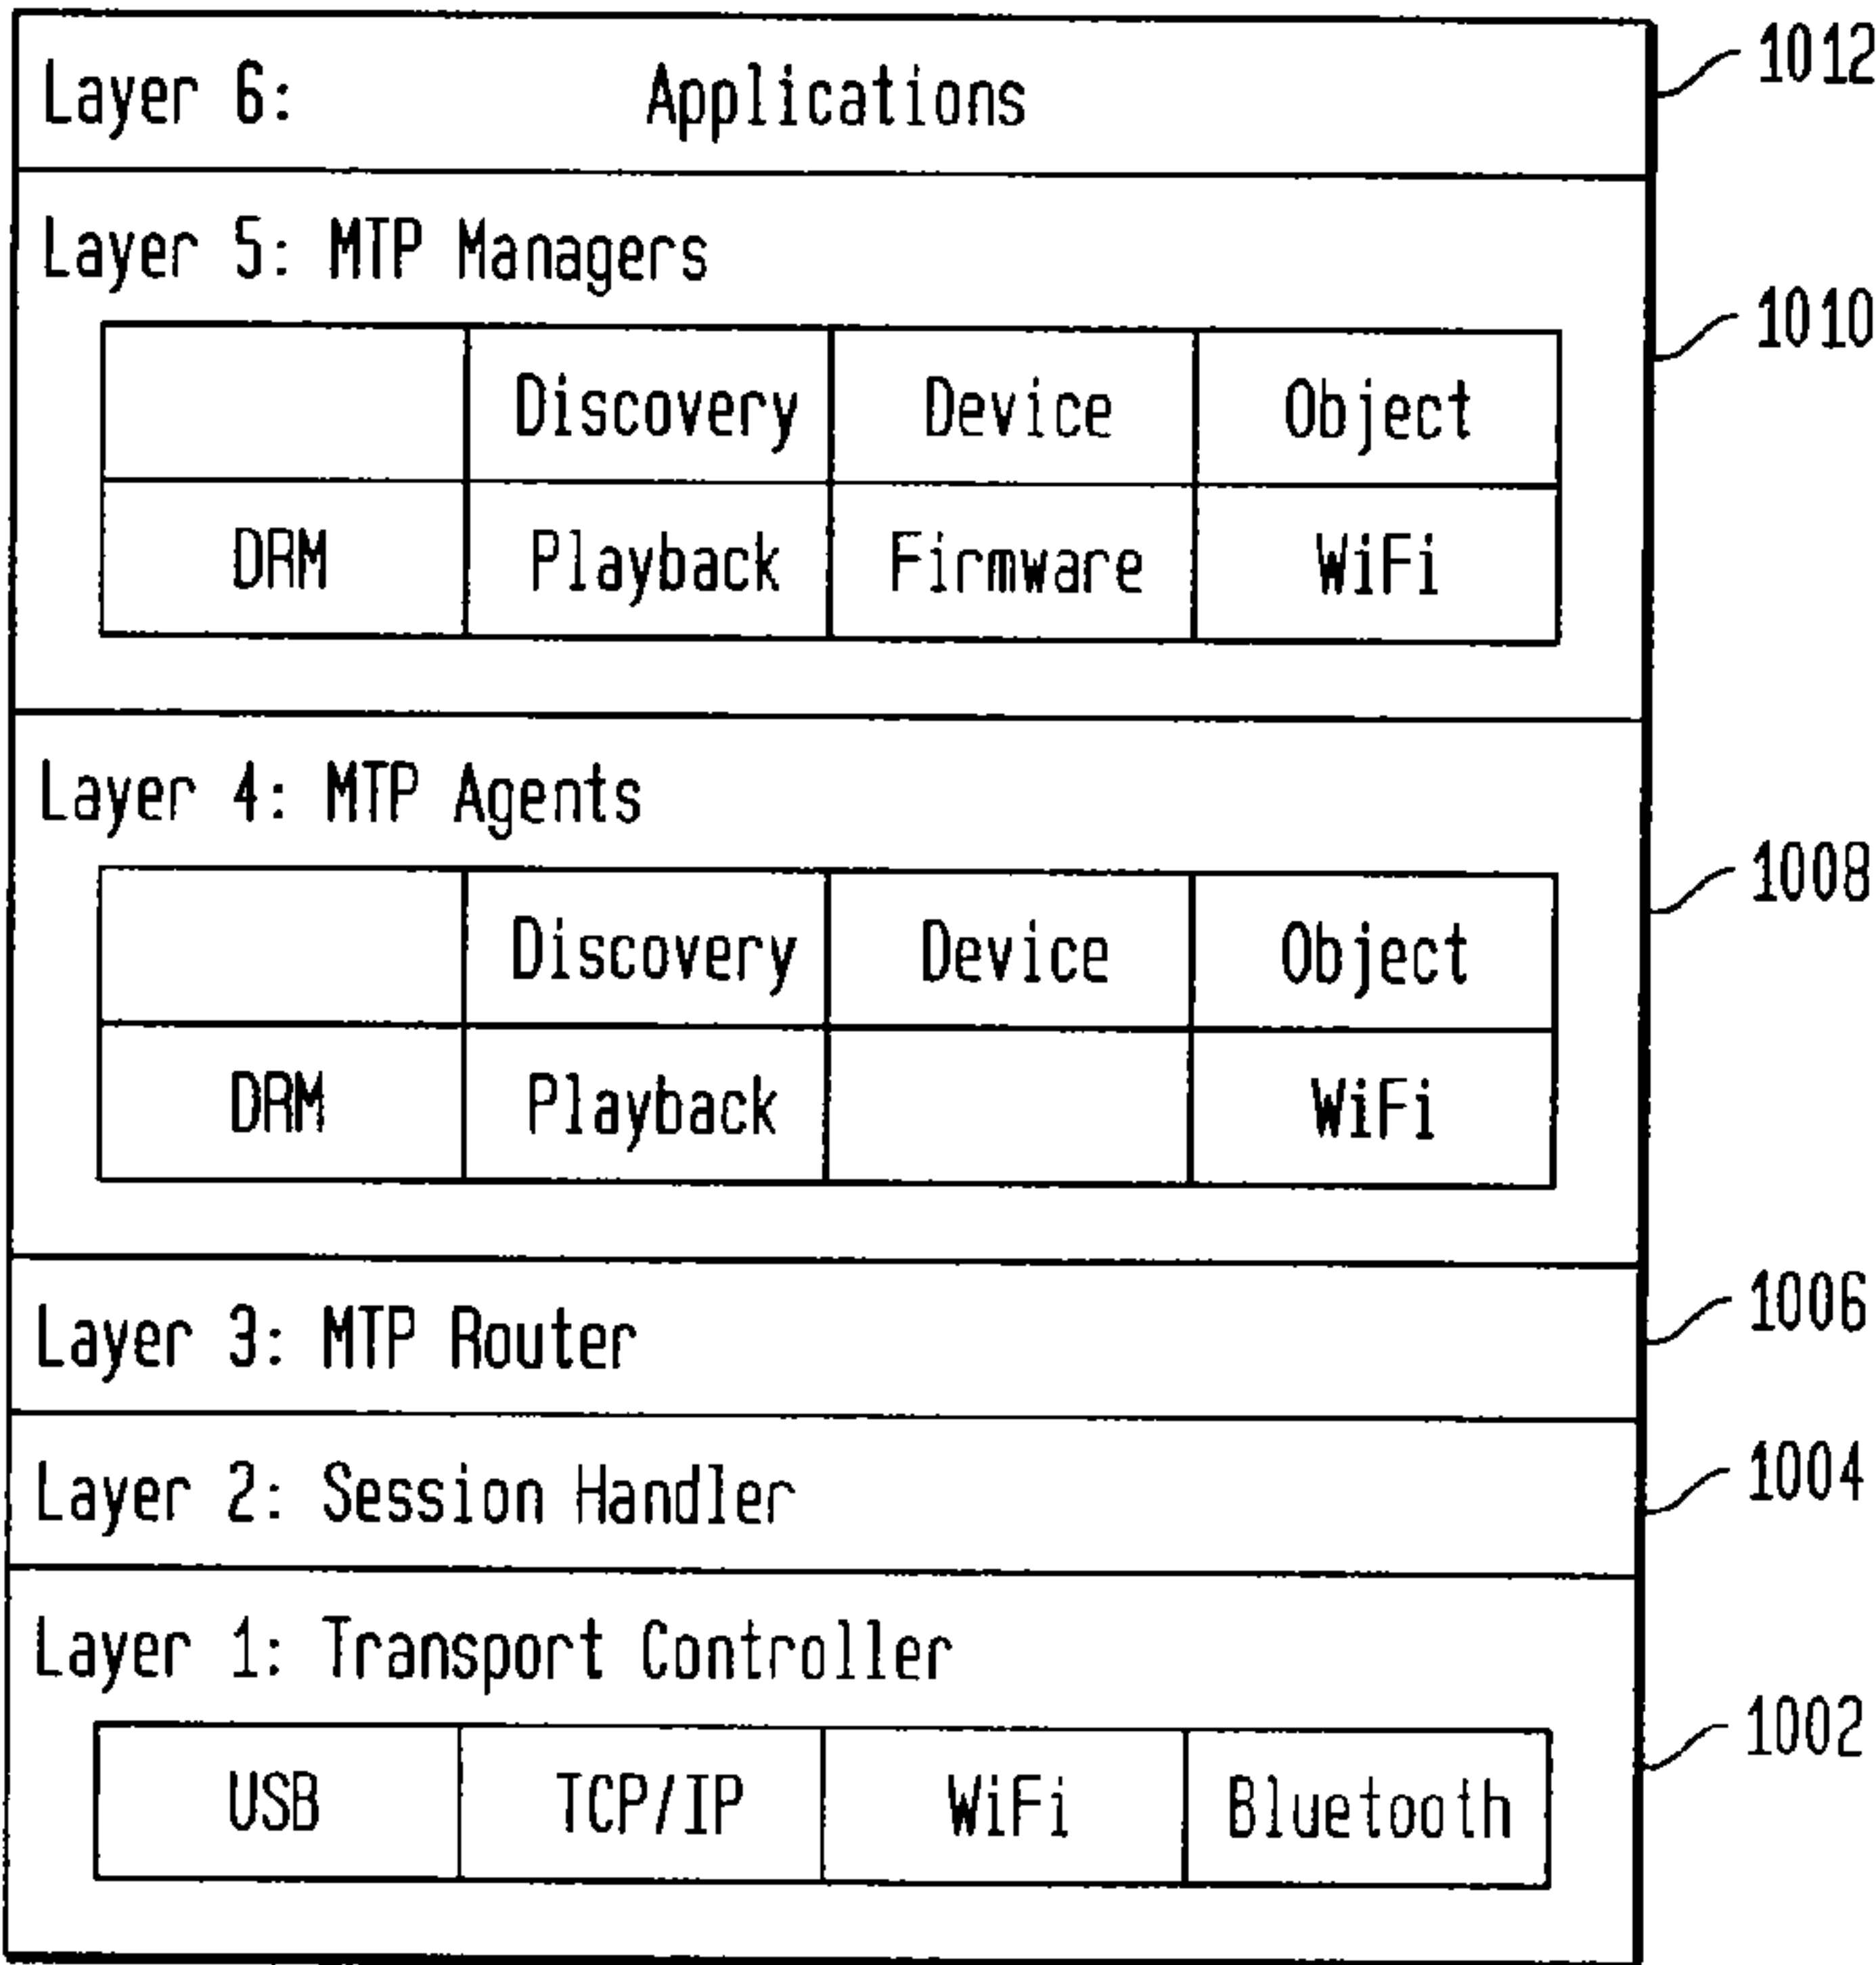 Layer 6: Applications
1012
Layer 5: MTP Managers
1010
Discovery Device Object
DRM Playback Firmware WiFi
Layer 4: MTP Agents
1008
Discovery Device Object
DRM Playback WiFi
Layer 3: MTP Router
1006
Layer 2: Session Handler
1004
Layer 1: Transport Controller
1002
USB TCP/IP WiFi Bluetooth